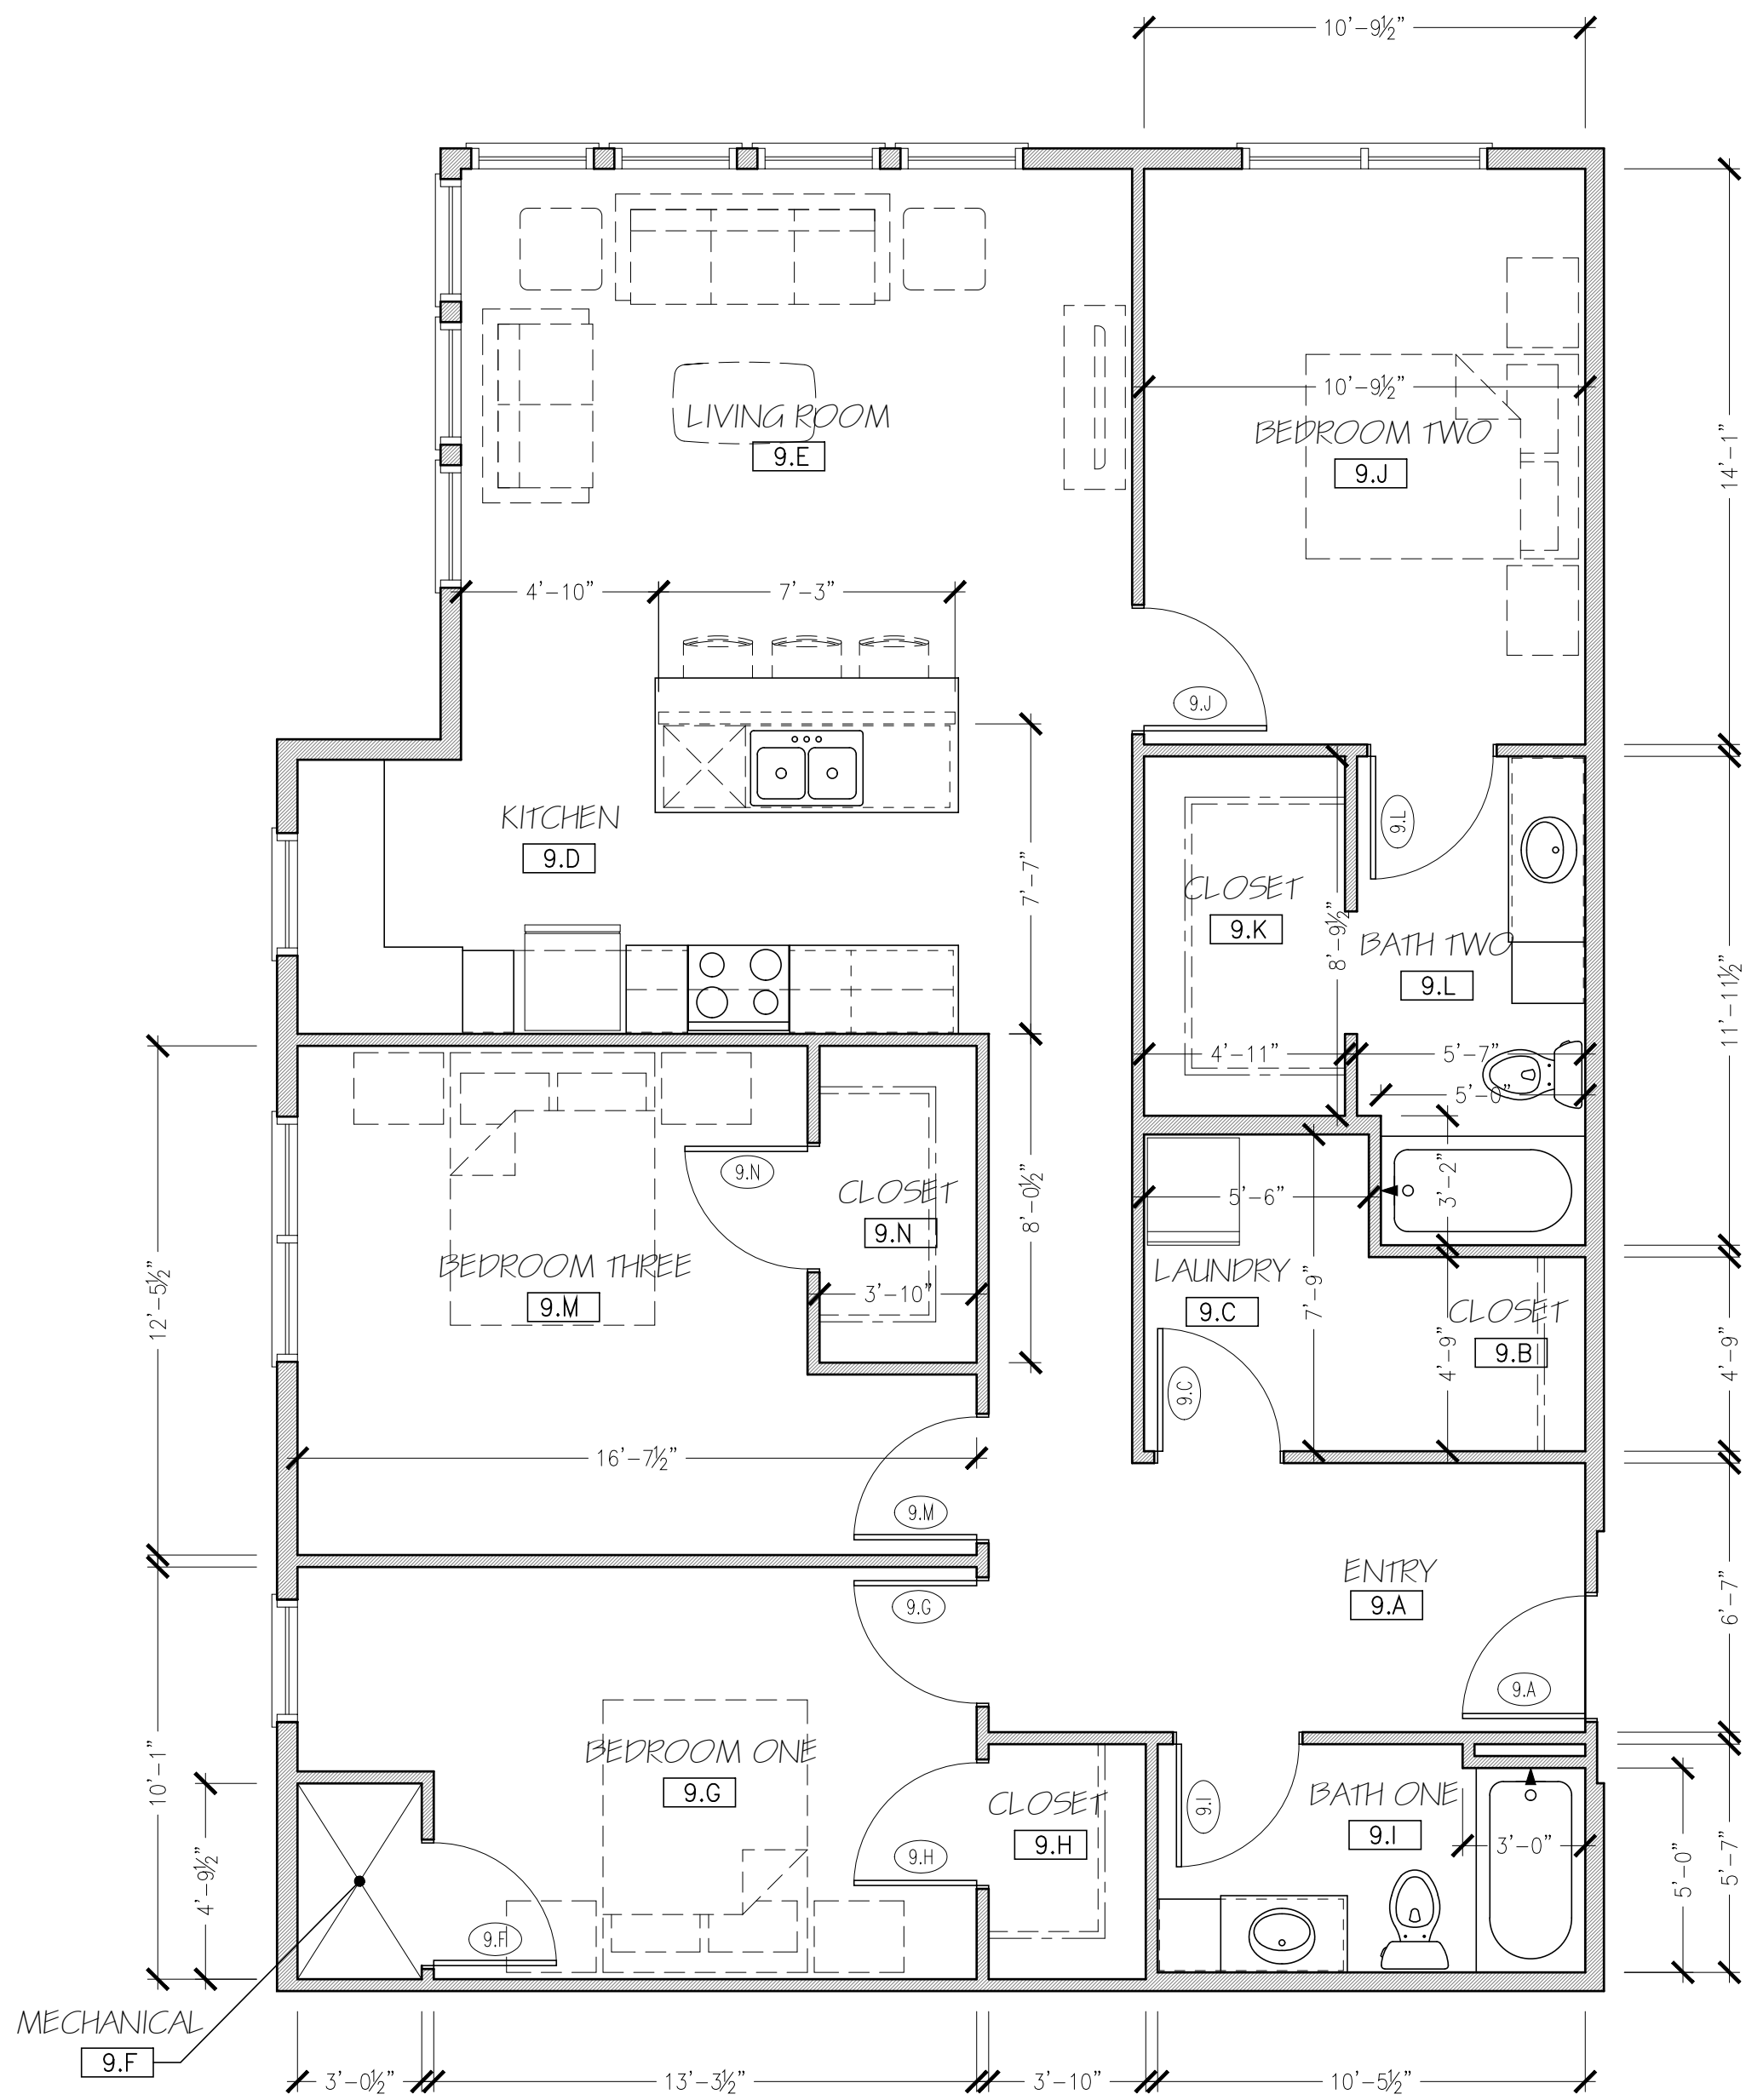 10'-9½"
10'-9½"
LIVING ROOM
9.E
BEDROOM TWO
9.J
14'-1"
4'-10"
7'-3"
9.J
KITCHEN
9.D
7'-7"
9.L
CLOSET
9.K
8'-9½"
BATH TWO
9.L
11'-11½"
4'-11"
5'-7"
5'-0"
9.N
CLOSET
9.N
8'-0½"
3'-2"
5'-6"
BEDROOM THREE
9.M
3'-10"
12'-5½"
LAUNDRY
9.C
7'-9"
CLOSET
9.B
4'-9"
4'-9"
9.C
16'-7½"
9.M
ENTRY
9.A
9.G
6'-7"
9.A
BEDROOM ONE
9.G
10'-1"
CLOSET
9.H
9.H
9.I
BATH ONE
9.I
3'-0"
5'-0"
5'-7"
4'-9½"
9.F
MECHANICAL
9.F
3'-0½"
13'-3½"
3'-10"
10'-5½"